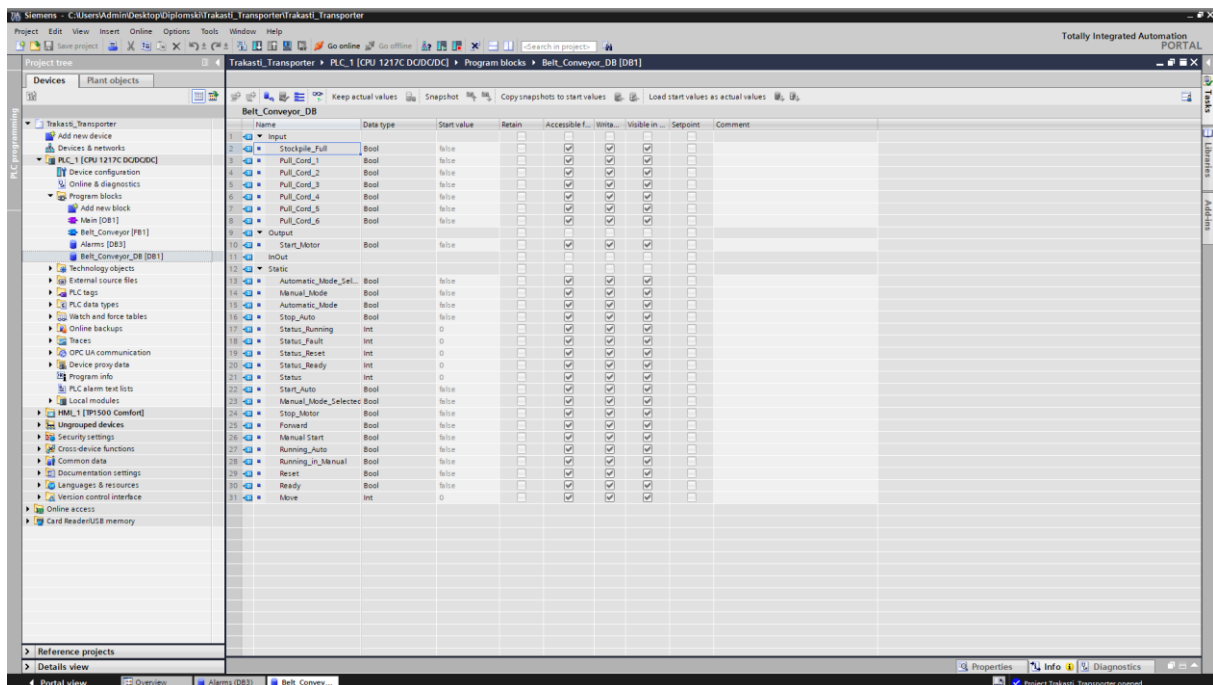 Siemens - C:\Users\Admin\Desktop\Diplomski\Trakasti_Transporter\Trakasti_Transporter
Project Edit View Insert Online Options Tools Window Help
Totally Integrated Automation
PORTAL
Save project Go online Go offline <Search in project>
Project tree
Trakasti_Transporter PLC_1 [CPU 1217C DC/DC/DC] Program blocks Belt_Conveyor_DB [DB1]
Devices Plant objects
Keep actual values Snapshot Copy snapshots to start values Load start values as actual values
Belt_Conveyor_DB
Name Data type Start value Retain Accessible f... Writa... Visible in ... Setpoint Comment
1 Input
2 Stockpile_Full Bool false
3 Pull_Cord_1 Bool false
4 Pull_Cord_2 Bool false
5 Pull_Cord_3 Bool false
6 Pull_Cord_4 Bool false
7 Pull_Cord_5 Bool false
8 Pull_Cord_6 Bool false
9 Output
10 Start_Motor Bool false
11 InOut
12 Static
13 Automatic_Mode_Sel... Bool false
14 Manual_Mode Bool false
15 Automatic_Mode Bool false
16 Stop_Auto Bool false
17 Status_Running Int 0
18 Status_Fault Int 0
19 Status_Reset Int 0
20 Status_Ready Int 0
21 Status Int 0
22 Start_Auto Bool false
23 Manual_Mode_Selected Bool false
24 Stop_Motor Bool false
25 Forward Bool false
26 Manual Start Bool false
27 Running_Auto Bool false
28 Running_in_Manual Bool false
29 Reset Bool false
30 Ready Bool false
31 Move Int 0
Trakasti_Transporter
Add new device
Devices & networks
PLC_1 [CPU 1217C DC/DC/DC]
Device configuration
Online & diagnostics
Program blocks
Add new block
Main [OB1]
Belt_Conveyor [FB1]
Alarms [DB3]
Belt_Conveyor_DB [DB1]
Technology objects
External source files
PLC tags
PLC data types
Watch and force tables
Online backups
Traces
OPC UA communication
Device proxy data
Program info
PLC alarm text lists
Local modules
HMI_1 [TP1500 Comfort]
Ungrouped devices
Security settings
Cross-device functions
Common data
Documentation settings
Languages & resources
Version control interface
Online access
Card Reader/USB memory
PLC programming
Tasks
Libraries
Add-ins
Reference projects
Details view
Properties Info Diagnostics
Portal view Overview Alarms (DB3) Belt_Convey...
Project Trakasti_Transporter opened.